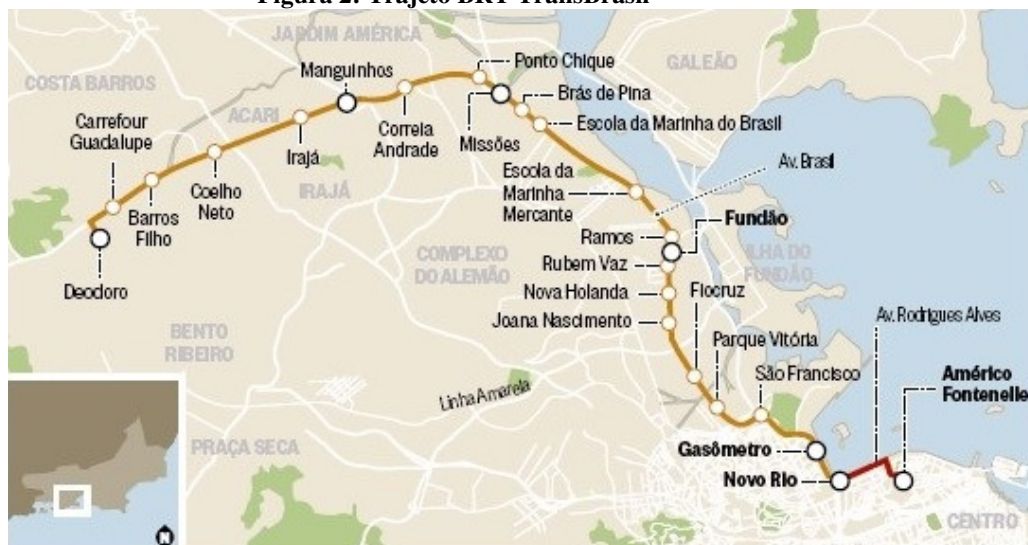 Figura 2: Trajeto BRT TransBrasil
JARDIM AMÉRICA
COSTA BARROS
Manguinhos
Ponto Chique
GALEÃO
Carrefour
Guadalupe
ACARI
Brás de Pina
Irajá
Correia
Andrade
Missões
Escola da Marinha do Brasil
Coelho
Neto
IRAJÁ
Escola da
Marinha
Mercante
Av. Brasil
Barros
Filho
Ramos
Fundão
COMPLEXO
DO ALEMÃO
Rubem Vaz
ILHA DO
FUNDÃO
Deodoro
Nova Holanda
Fiocruz
Joana Nascimento
Av. Rodrigues Alves
BENTO
RIBEIRO
Parque Vitória
São Francisco
Américo
Fontenelle
Linha Amarela
PRAÇA SECA
Gasômetro
Novo Rio
CENTRO
N